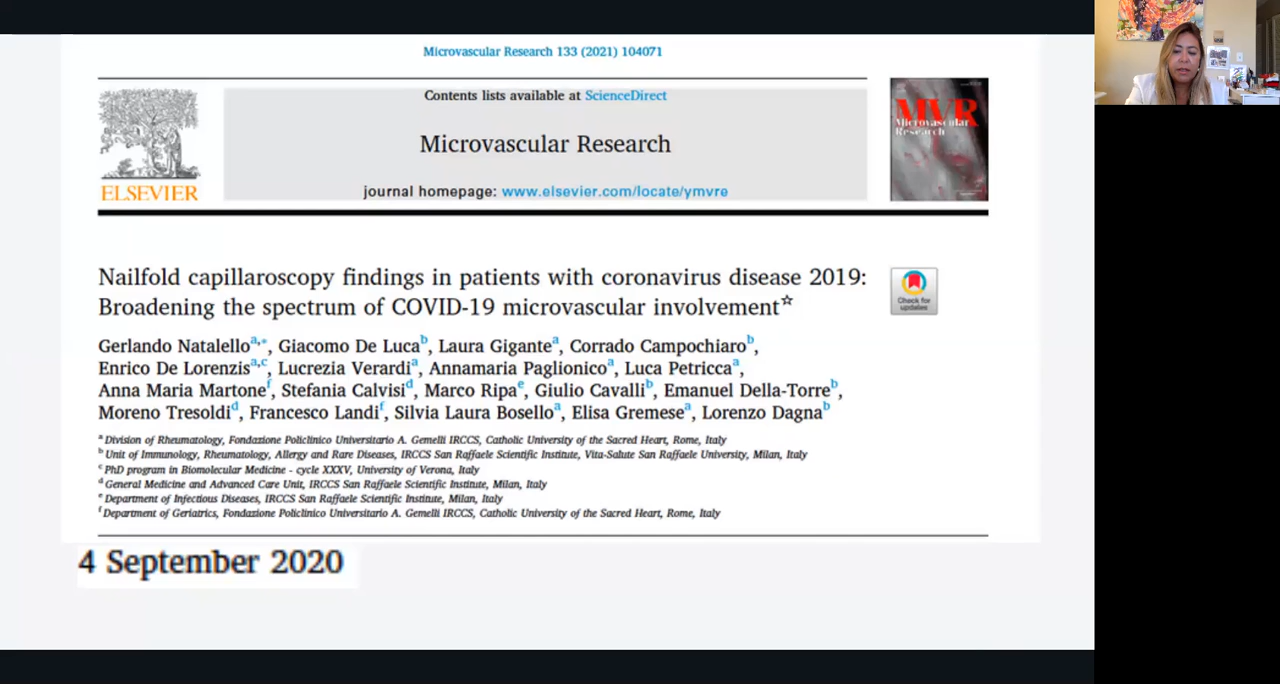 Microvascular Research 133 (2021) 104071
Contents lists available at ScienceDirect
Microvascular Research
journal homepage: www.elsevier.com/locate/ymvre
ELSEVIER
MVR
Microvascular
Research
Nailfold capillaroscopy findings in patients with coronavirus disease 2019:
Broadening the spectrum of COVID-19 microvascular involvement☆
Check for
updates
Gerlando Natalello a,*, Giacomo De Luca b, Laura Gigante a, Corrado Campochiaro b,
Enrico De Lorenzis a,c, Lucrezia Verardi a, Annamaria Paglionico a, Luca Petricca a,
Anna Maria Martone f, Stefania Calvisi d, Marco Ripa e, Giulio Cavalli b, Emanuel Della-Torre b,
Moreno Tresoldi d, Francesco Landi f, Silvia Laura Bosello a, Elisa Gremese a, Lorenzo Dagna b
a Division of Rheumatology, Fondazione Policlinico Universitario A. Gemelli IRCCS, Catholic University of the Sacred Heart, Rome, Italy
b Unit of Immunology, Rheumatology, Allergy and Rare Diseases, IRCCS San Raffaele Scientific Institute, Vita-Salute San Raffaele University, Milan, Italy
c PhD program in Biomolecular Medicine - cycle XXXV, University of Verona, Italy
d General Medicine and Advanced Care Unit, IRCCS San Raffaele Scientific Institute, Milan, Italy
e Department of Infectious Diseases, IRCCS San Raffaele Scientific Institute, Milan, Italy
f Department of Geriatrics, Fondazione Policlinico Universitario A. Gemelli IRCCS, Catholic University of the Sacred Heart, Rome, Italy
4 September 2020